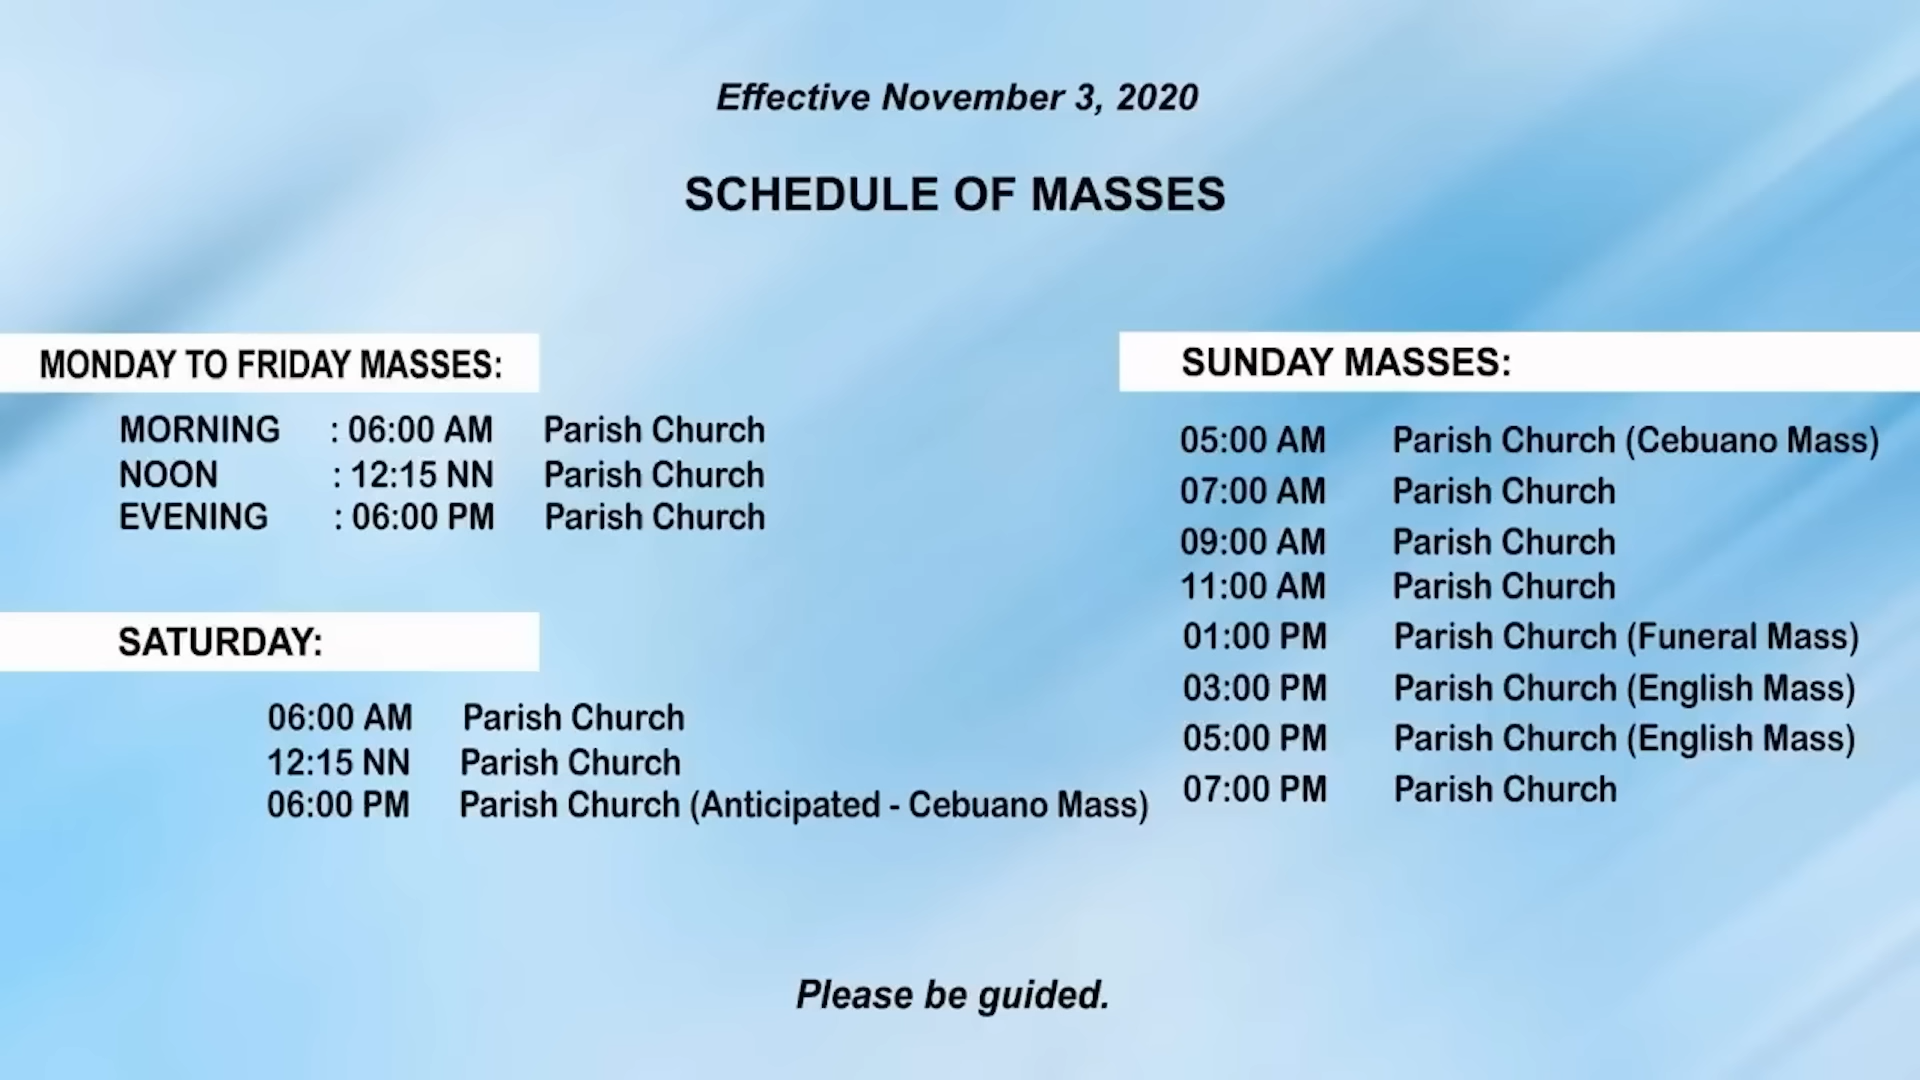 Effective November 3, 2020
SCHEDULE OF MASSES
MONDAY TO FRIDAY MASSES:
MORNING : 06:00 AM Parish Church
NOON : 12:15 NN Parish Church
EVENING : 06:00 PM Parish Church
SATURDAY:
06:00 AM Parish Church
12:15 NN Parish Church
06:00 PM Parish Church (Anticipated - Cebuano Mass)
SUNDAY MASSES:
05:00 AM Parish Church (Cebuano Mass)
07:00 AM Parish Church
09:00 AM Parish Church
11:00 AM Parish Church
01:00 PM Parish Church (Funeral Mass)
03:00 PM Parish Church (English Mass)
05:00 PM Parish Church (English Mass)
07:00 PM Parish Church
Please be guided.